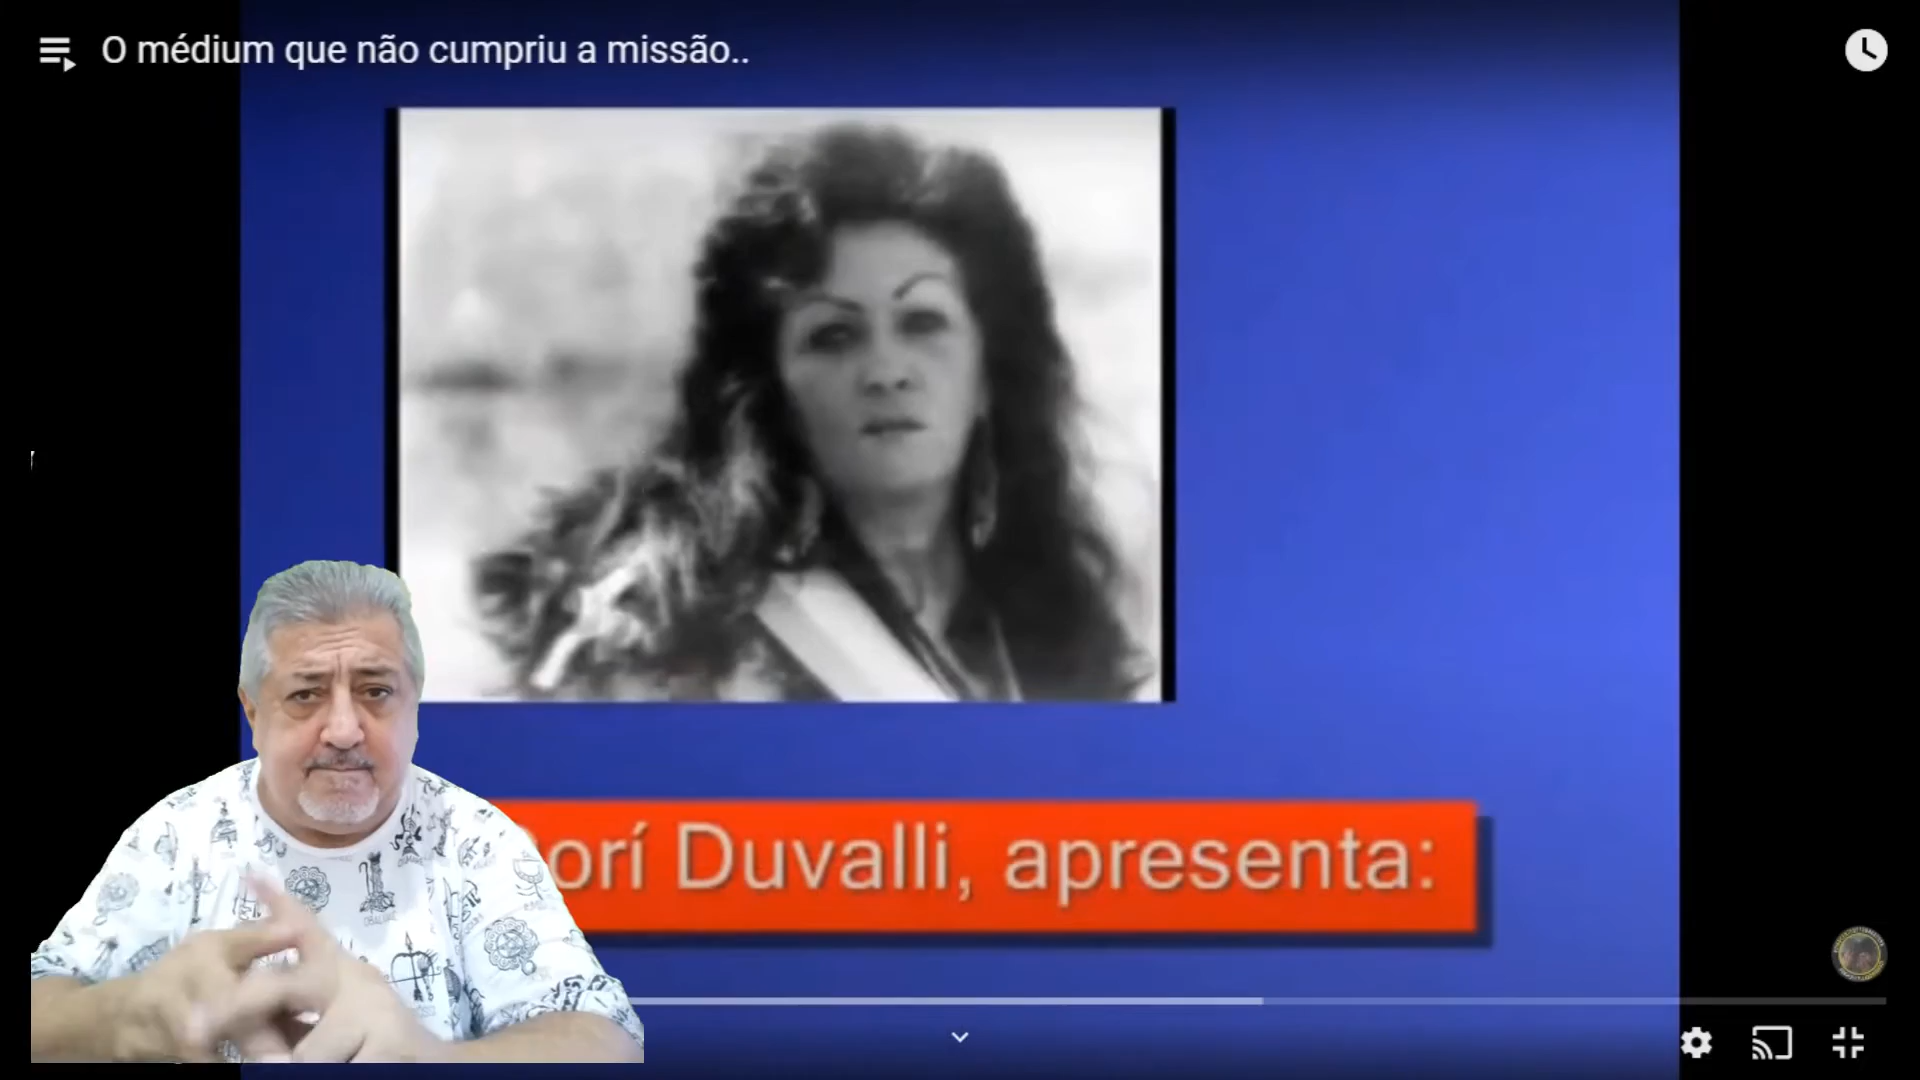 O médium que não cumpriu a missão..
orí Duvalli, apresenta: